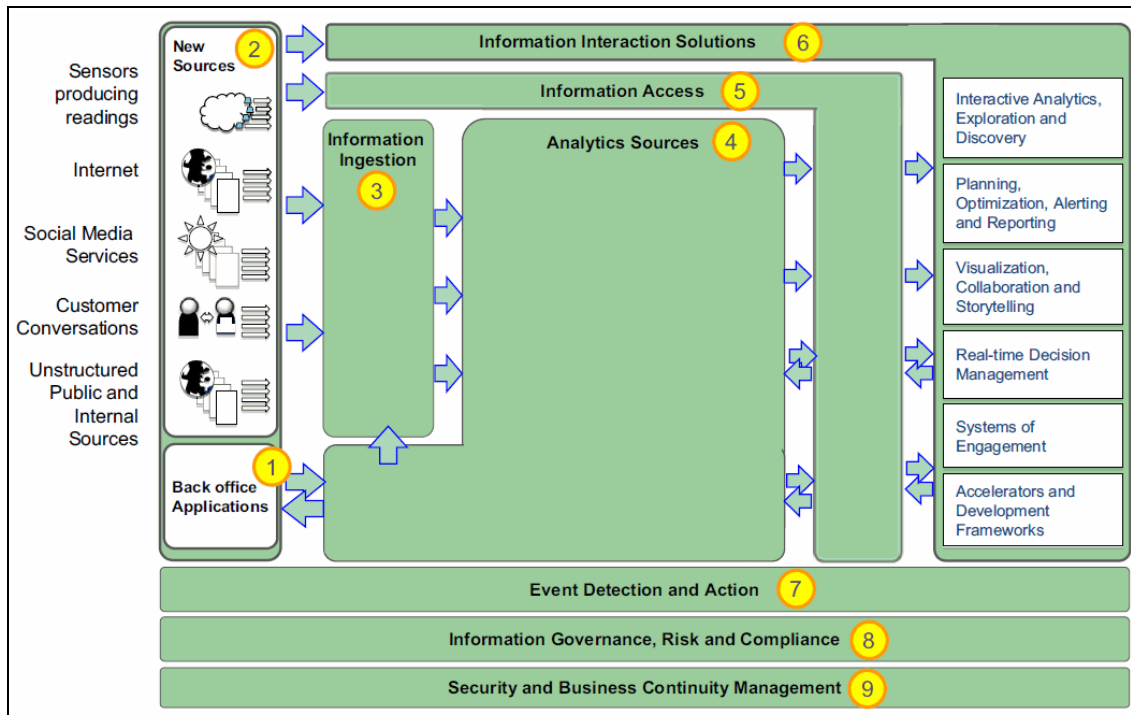 New
Sources
2
Sensors
producing
readings
Internet
Social Media
Services
Customer
Conversations
Unstructured
Public and
Internal
Sources
1
Back office
Applications
Information
Ingestion
3
Analytics Sources
4
Information Access
5
Information Interaction Solutions
6
Interactive Analytics,
Exploration and
Discovery
Planning,
Optimization, Alerting
and Reporting
Visualization,
Collaboration and
Storytelling
Real-time Decision
Management
Systems of
Engagement
Accelerators and
Development
Frameworks
Event Detection and Action
7
Information Governance, Risk and Compliance
8
Security and Business Continuity Management
9